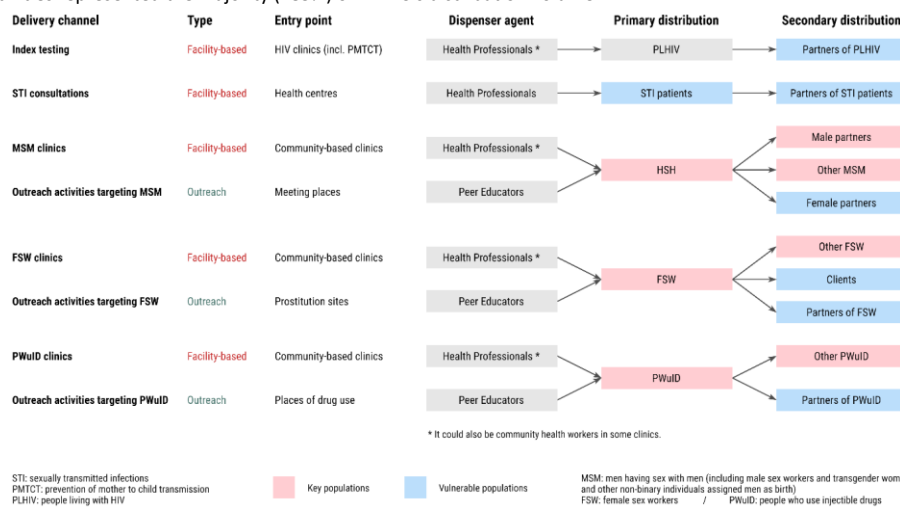 Delivery channel Type Entry point Dispenser agent Primary distribution Secondary distribution
Index testing Facility-based HIV clinics (incl. PMTCT) Health Professionals * PLHIV Partners of PLHIV
STI consultations Facility-based Health centres Health Professionals STI patients Partners of STI patients
Male partners
MSM clinics Facility-based Community-based clinics Health Professionals *
HSH Other MSM
Outreach activities targeting MSM Outreach Meeting places Peer Educators
Female partners
Other FSW
FSW clinics Facility-based Community-based clinics Health Professionals *
FSW Clients
Outreach activities targeting FSW Outreach Prostitution sites Peer Educators
Partners of FSW
PWuID clinics Facility-based Community-based clinics Health Professionals * Other PWuID
PWuID
Outreach activities targeting PWuID Outreach Places of drug use Peer Educators Partners of PWuID
* It could also be community health workers in some clinics.
STI: sexually transmitted infections
PMTCT: prevention of mother to child transmission
PLHIV: people living with HIV
Key populations
Vulnerable populations
MSM: men having sex with men (including male sex workers and transgender wom
and other non-binary individuals assigned men as birth)
FSW: female sex workers / PWuID: people who use injectible drugs